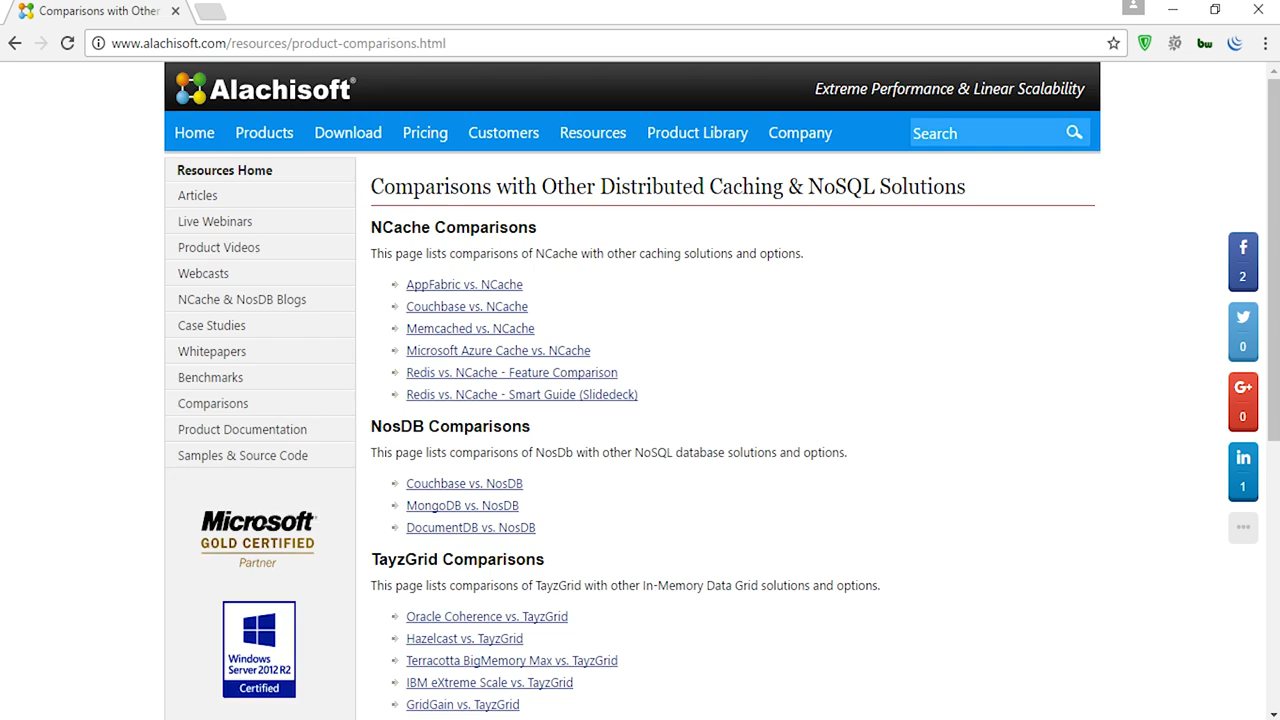 Comparisons with Other
www.alachisoft.com/resources/product-comparisons.html
bw
Alachisoft®
Extreme Performance & Linear Scalability
Home Products Download Pricing Customers Resources Product Library Company Search
Resources Home
Articles
Live Webinars
Product Videos
Webcasts
NCache & NosDB Blogs
Case Studies
Whitepapers
Benchmarks
Comparisons
Product Documentation
Samples & Source Code
Microsoft
GOLD CERTIFIED
Partner
Windows
Server 2012 R2
Certified
Comparisons with Other Distributed Caching & NoSQL Solutions
NCache Comparisons
This page lists comparisons of NCache with other caching solutions and options.
AppFabric vs. NCache
Couchbase vs. NCache
Memcached vs. NCache
Microsoft Azure Cache vs. NCache
Redis vs. NCache - Feature Comparison
Redis vs. NCache - Smart Guide (Slidedeck)
NosDB Comparisons
This page lists comparisons of NosDb with other NoSQL database solutions and options.
Couchbase vs. NosDB
MongoDB vs. NosDB
DocumentDB vs. NosDB
TayzGrid Comparisons
This page lists comparisons of TayzGrid with other In-Memory Data Grid solutions and options.
Oracle Coherence vs. TayzGrid
Hazelcast vs. TayzGrid
Terracotta BigMemory Max vs. TayzGrid
IBM eXtreme Scale vs. TayzGrid
GridGain vs. TayzGrid
f
2
0
G+
0
in
1